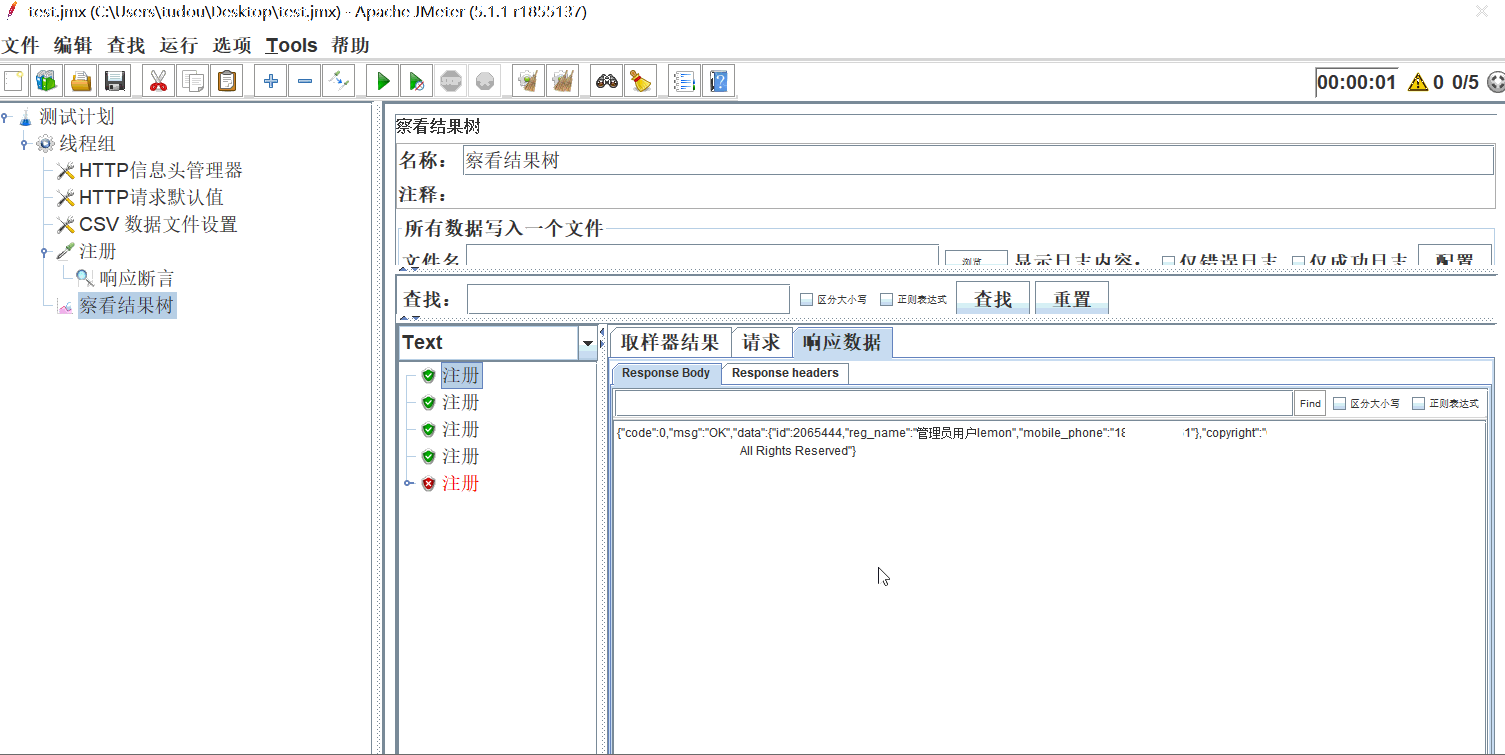 test.jmx (C:\Users\tudou\Desktop\test.jmx) - Apache JMeter (5.1.1 r1855137)
文件 编辑 查找 运行 选项 Tools 帮助
00:00:01 0 0/5
测试计划
线程组
HTTP信息头管理器
HTTP请求默认值
CSV 数据文件设置
注册
响应断言
察看结果树
察看结果树
名称： 察看结果树
注释：
所有数据写入一个文件
文件名 浏览... 显示日志内容： 仅错误日志 仅成功日志 配置
查找： 区分大小写 正则表达式 查找 重置
Text
注册
注册
注册
注册
注册
取样器结果 请求 响应数据
Response Body Response headers
Find 区分大小写 正则表达式
{"code":0,"msg":"OK","data":{"id":2065444,"reg_name":"管理员用户lemon","mobile_phone":"18 1"},"copyright":"
All Rights Reserved"}